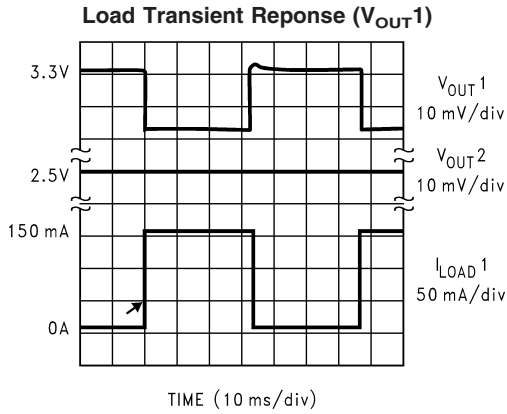 Load Transient Reponse (VOUT1)
3.3V
VOUT1
10 mV/div
2.5V
VOUT2
10 mV/div
150 mA
ILOAD1
50 mA/div
0A
TIME (10 ms/div)